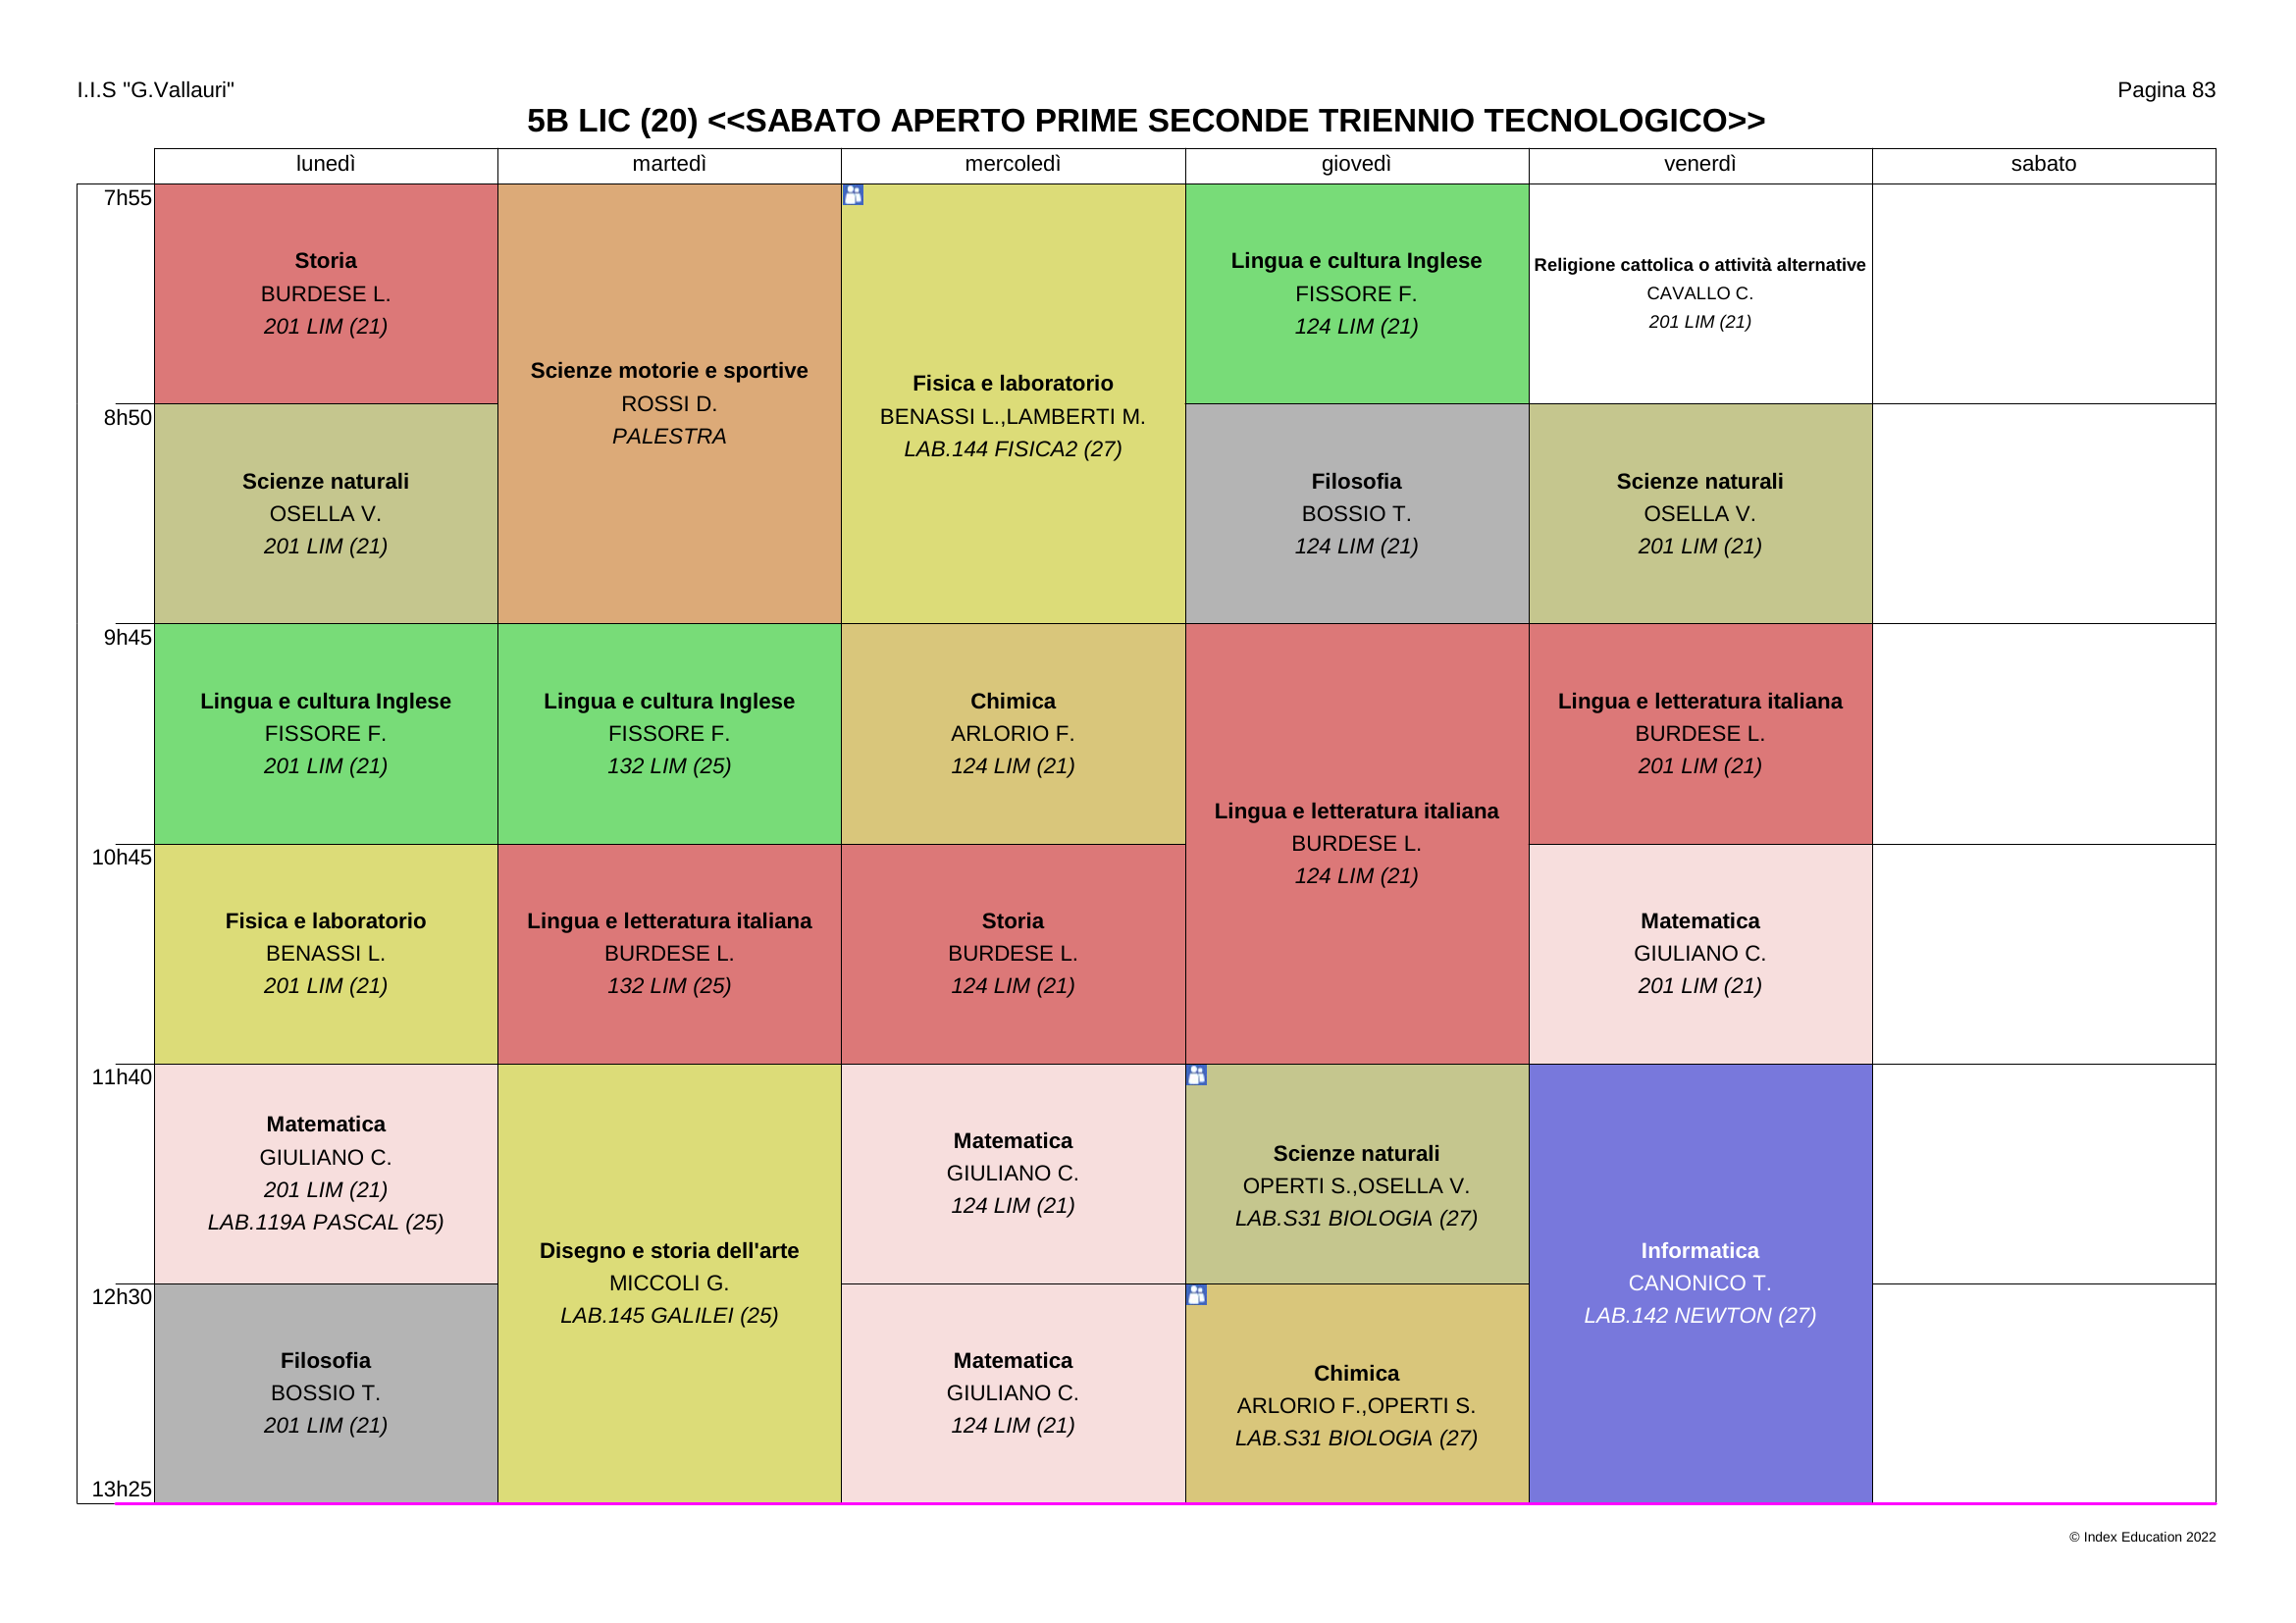 I.I.S "G.Vallauri"
Pagina 83
5B LIC (20) <<SABATO APERTO PRIME SECONDE TRIENNIO TECNOLOGICO>>
lunedì
martedì
mercoledì
giovedì
venerdì
sabato
7h55
Storia
BURDESE L.
201 LIM (21)
Scienze motorie e sportive
ROSSI D.
PALESTRA
Fisica e laboratorio
BENASSI L.,LAMBERTI M.
LAB.144 FISICA2 (27)
Lingua e cultura Inglese
FISSORE F.
124 LIM (21)
Religione cattolica o attività alternative
CAVALLO C.
201 LIM (21)
8h50
Scienze naturali
OSELLA V.
201 LIM (21)
Filosofia
BOSSIO T.
124 LIM (21)
Scienze naturali
OSELLA V.
201 LIM (21)
9h45
Lingua e cultura Inglese
FISSORE F.
201 LIM (21)
Lingua e cultura Inglese
FISSORE F.
132 LIM (25)
Chimica
ARLORIO F.
124 LIM (21)
Lingua e letteratura italiana
BURDESE L.
124 LIM (21)
Lingua e letteratura italiana
BURDESE L.
201 LIM (21)
10h45
Fisica e laboratorio
BENASSI L.
201 LIM (21)
Lingua e letteratura italiana
BURDESE L.
132 LIM (25)
Storia
BURDESE L.
124 LIM (21)
Matematica
GIULIANO C.
201 LIM (21)
11h40
Matematica
GIULIANO C.
201 LIM (21)
LAB.119A PASCAL (25)
Disegno e storia dell'arte
MICCOLI G.
LAB.145 GALILEI (25)
Matematica
GIULIANO C.
124 LIM (21)
Scienze naturali
OPERTI S.,OSELLA V.
LAB.S31 BIOLOGIA (27)
Informatica
CANONICO T.
LAB.142 NEWTON (27)
12h30
Filosofia
BOSSIO T.
201 LIM (21)
Matematica
GIULIANO C.
124 LIM (21)
Chimica
ARLORIO F.,OPERTI S.
LAB.S31 BIOLOGIA (27)
13h25
© Index Education 2022